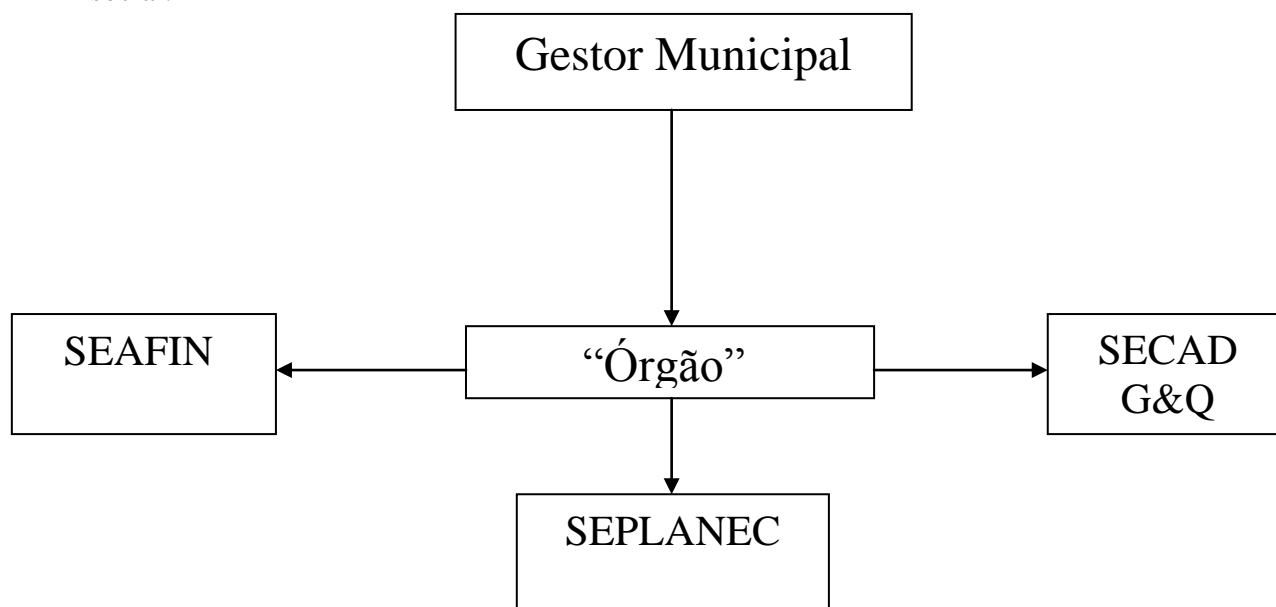 Gestor Municipal
SEAFIN
“Órgão”
SECAD
G&Q
SEPLANEC